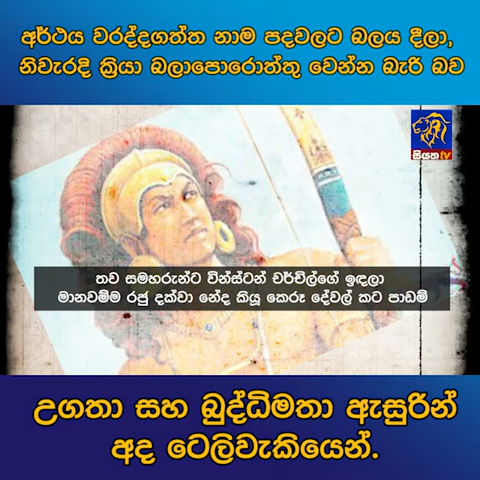 අර්ථය වරද්දගත්ත නාම පදවලට බලය දීලා,
නිවැරදි ක්‍රියා බලාපොරොත්තු වෙන්න බැරි බව
සියත tv
තව සමහරුන්ට වින්ස්ටන් චර්චිල්ගේ ඉඳලා
මානවම්ම රජු දක්වා නේද කියූ කෙරූ දේවල් කට පාඩම්
උගතා සහ බුද්ධිමතා ඇසුරින්
අද ටෙලිවැකියෙන්.